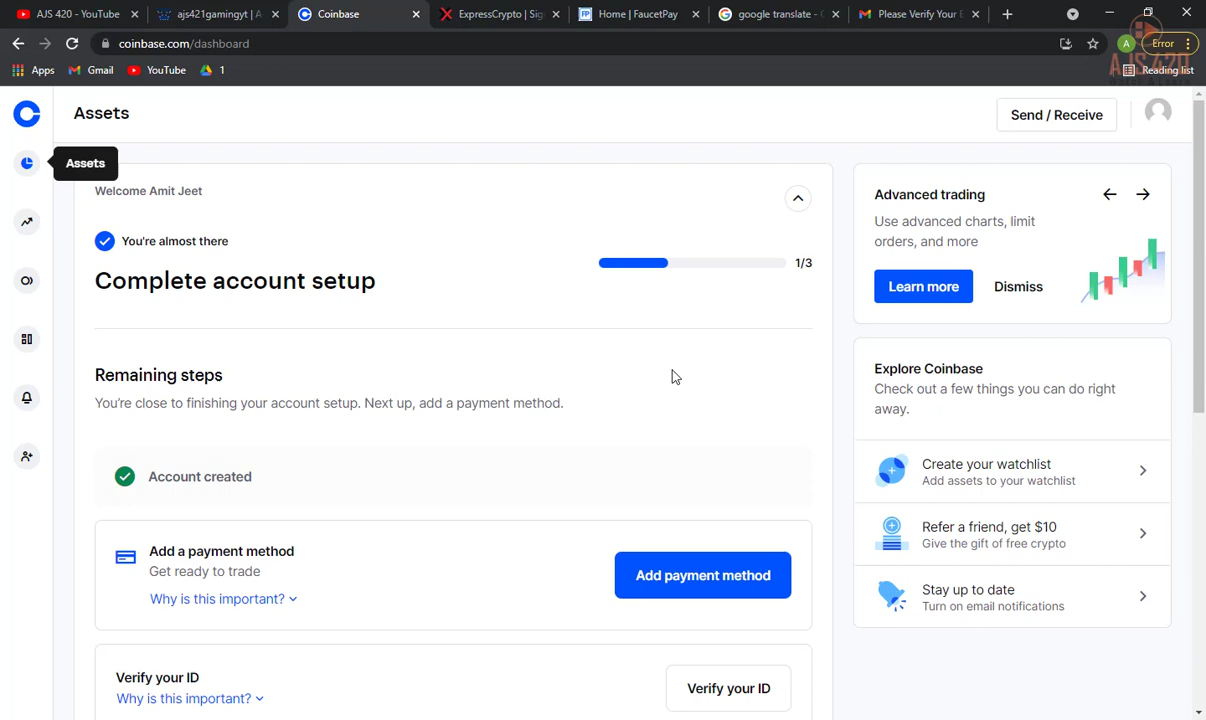 AJS 420 - YouTube
ajs421gamingyt | A
Coinbase
ExpressCrypto | Sig
Home | FaucetPay
google translate - G
Please Verify Your E
coinbase.com/dashboard
A
Error
Apps
Gmail
YouTube
1
AJS 420
Reading list
Assets
Send / Receive
Assets
Welcome Amit Jeet
You're almost there
Complete account setup
1/3
Remaining steps
You're close to finishing your account setup. Next up, add a payment method.
Account created
Add a payment method
Get ready to trade
Why is this important?
Add payment method
Verify your ID
Why is this important?
Verify your ID
Advanced trading
Use advanced charts, limit
orders, and more
Learn more
Dismiss
Explore Coinbase
Check out a few things you can do right
away.
Create your watchlist
Add assets to your watchlist
Refer a friend, get $10
Give the gift of free crypto
Stay up to date
Turn on email notifications